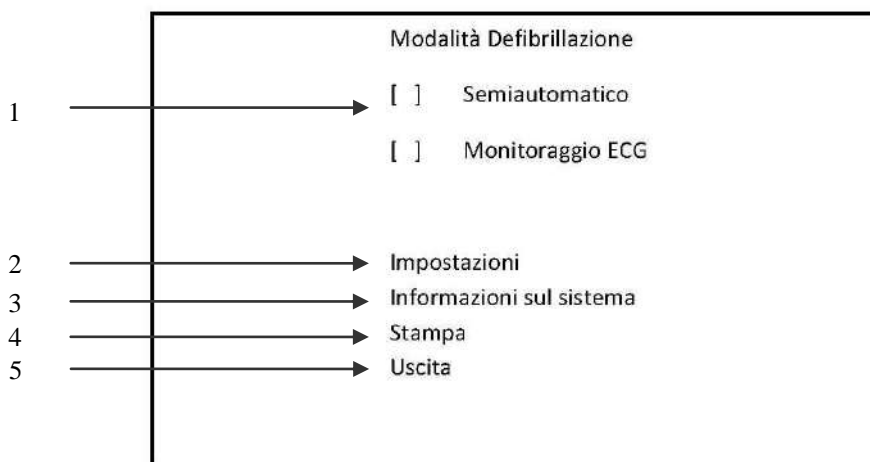 Modalità Defibrillazione
1 [ ] Semiautomatico
[ ] Monitoraggio ECG
2 Impostazioni
3 Informazioni sul sistema
4 Stampa
5 Uscita